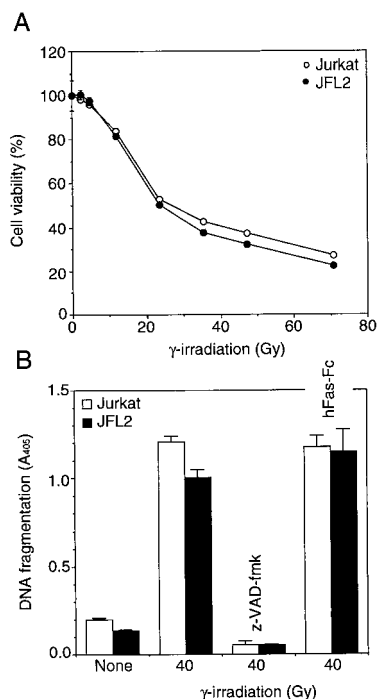 A
120
100
80
60
40
20
Cell viability (%)
Jurkat
JFL2
0 20 40 60 80
γ-irradiation (Gy)
B
1.5
1.0
0.5
0.0
DNA fragmentation (A405)
Jurkat
JFL2
z-VAD-fmk
hFas-Fc
None 40 40 40
γ-irradiation (Gy)